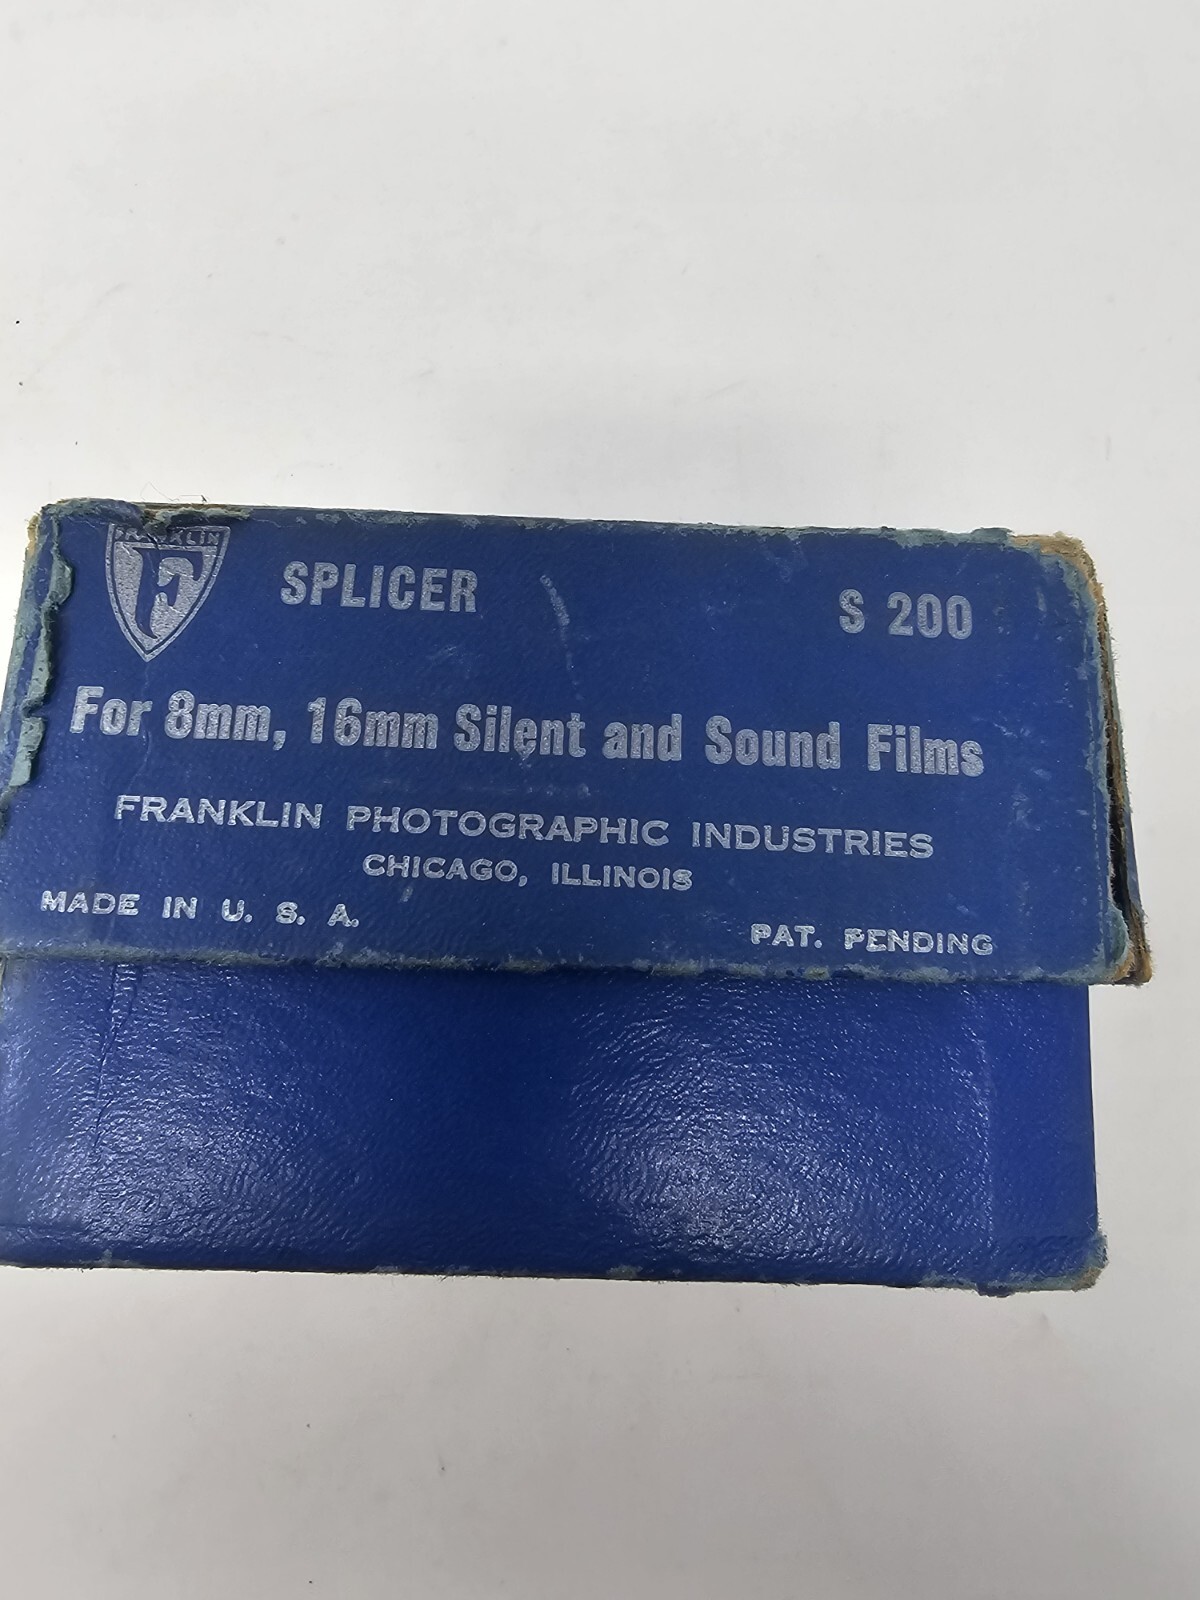 FRANKLIN
F
SPLICER S 200
For 8mm, 16mm Silent and Sound Films
FRANKLIN PHOTOGRAPHIC INDUSTRIES
CHICAGO, ILLINOIS
MADE IN U. S. A. PAT. PENDING